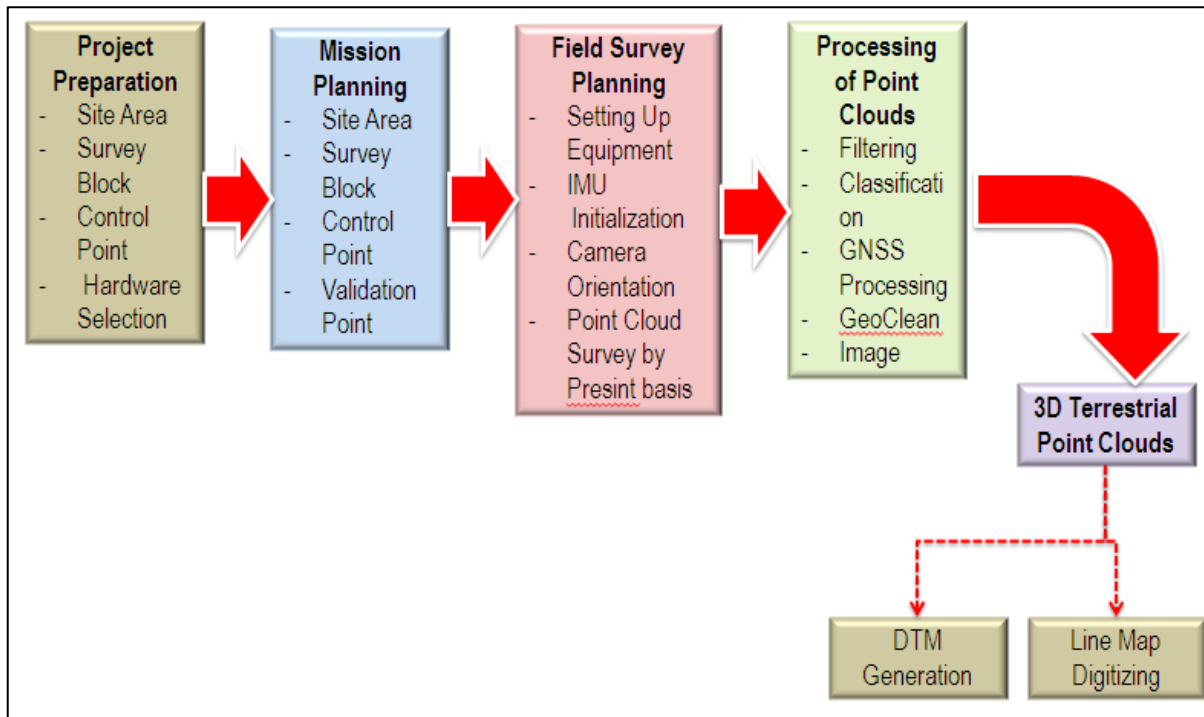 Project
Preparation
- Site Area
- Survey
Block
- Control
Point
- Hardware
Selection
Mission
Planning
- Site Area
- Survey
Block
- Control
Point
- Validation
Point
Field Survey
Planning
- Setting Up
Equipment
- IMU
Initialization
- Camera
Orientation
- Point Cloud
Survey by
Presint basis
Processing
of Point
Clouds
- Filtering
- Classificati
on
- GNSS
Processing
- GeoClean
- Image
3D Terrestrial
Point Clouds
DTM
Generation
Line Map
Digitizing